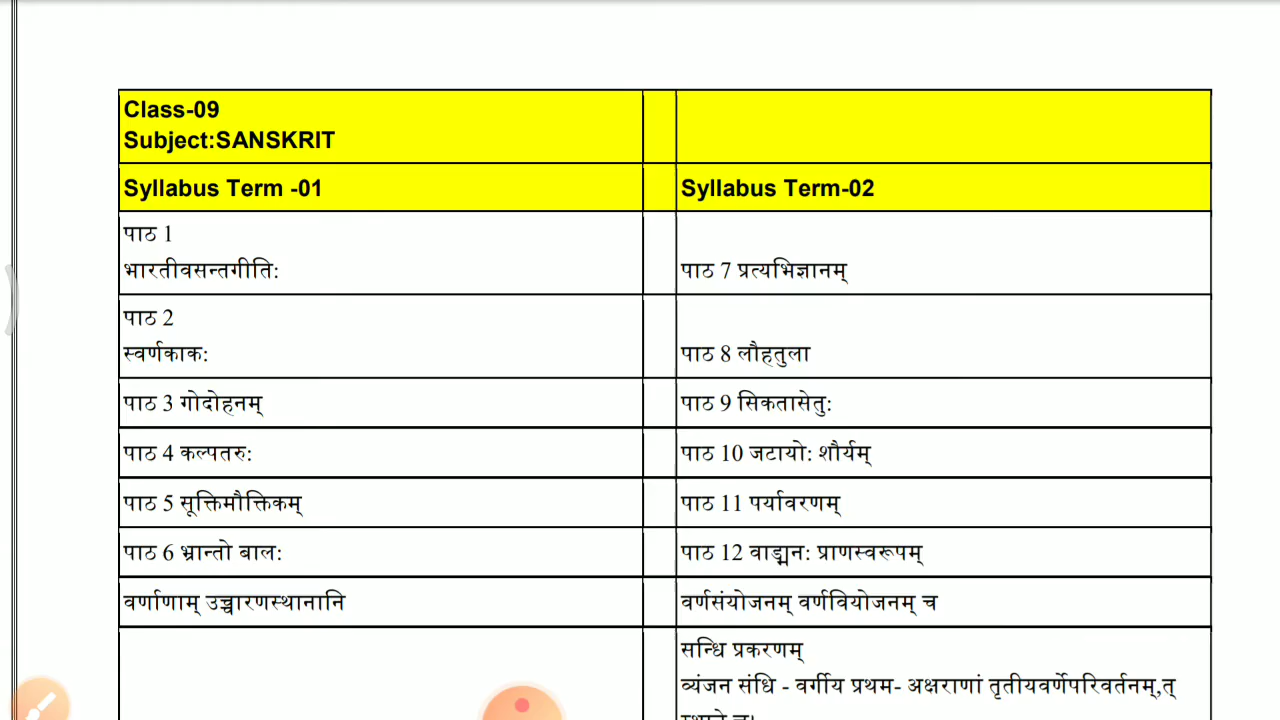 Class-09
Subject:SANSKRIT
Syllabus Term -01
Syllabus Term-02
पाठ 1
भारतीवसन्तगीति:
पाठ 7 प्रत्यभिज्ञानम्
पाठ 2
स्वर्णकाक:
पाठ 8 लौहतुला
पाठ 3 गोदोहनम्
पाठ 9 सिकतासेतु:
पाठ 4 कल्पतरु:
पाठ 10 जटायो: शौर्यम्
पाठ 5 सूक्तिमौक्तिकम्
पाठ 11 पर्यावरणम्
पाठ 6 भ्रान्तो बाल:
पाठ 12 वाङ्मन: प्राणस्वरूपम्
वर्णाणाम् उच्चारणस्थानानि
वर्णसंयोजनम् वर्णवियोजनम् च
सन्धि प्रकरणम्
व्यंजन संधि - वर्गीय प्रथम- अक्षराणां तृतीयवर्णेपरिवर्तनम्,त्